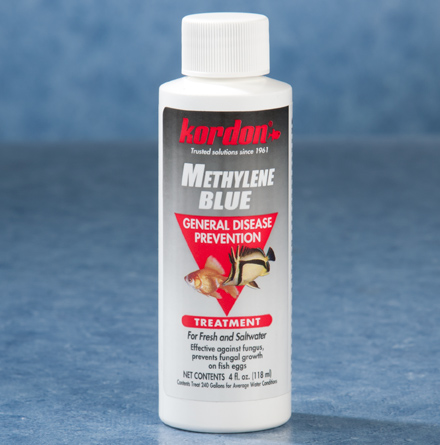 kordon®
Trusted solutions since 1961
METHYLENE
BLUE
GENERAL DISEASE
PREVENTION
TREATMENT
For Fresh and Saltwater
Effective against fungus,
prevents fungal growth
on fish eggs
NET CONTENTS 4 fl. oz. (118 ml)
Contents Treat 240 Gallons for Average Water Conditions